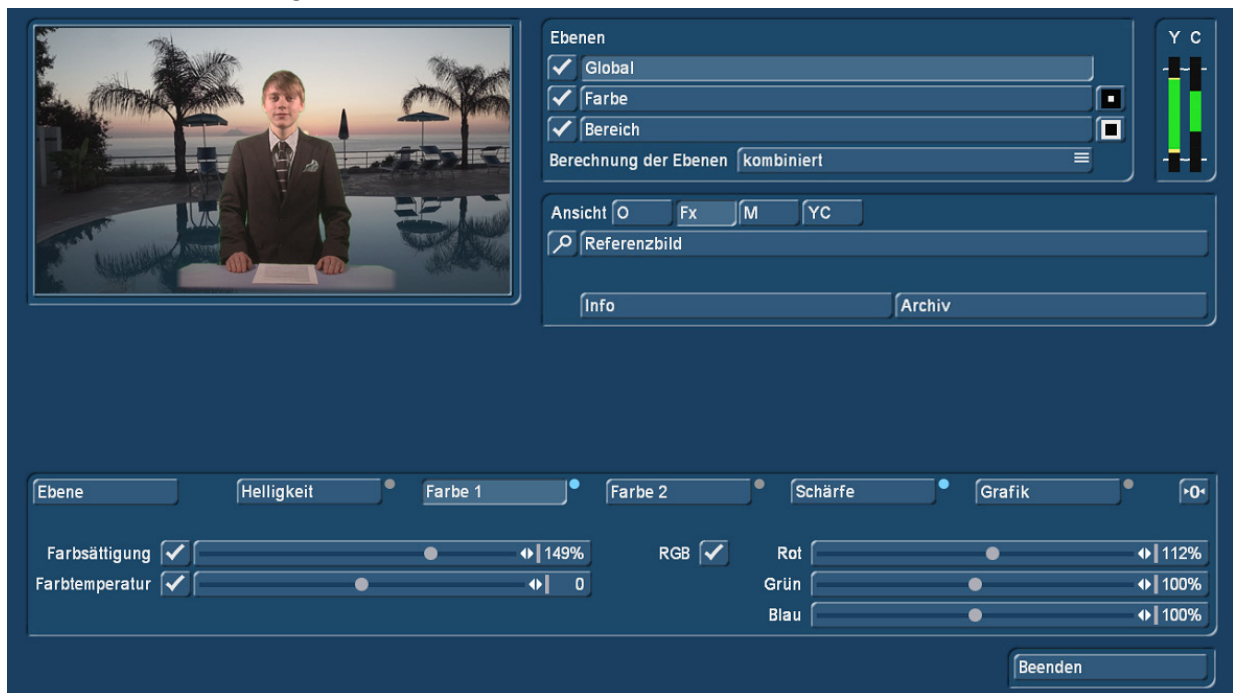 Ebenen
Global
Farbe
Bereich
Berechnung der Ebenen kombiniert
Y C
Ansicht O Fx M YC
Referenzbild
Info Archiv
Ebene Helligkeit Farbe 1 Farbe 2 Schärfe Grafik 0
Farbsättigung 149% RGB Rot 112%
Farbtemperatur 0 Grün 100%
Blau 100%
Beenden